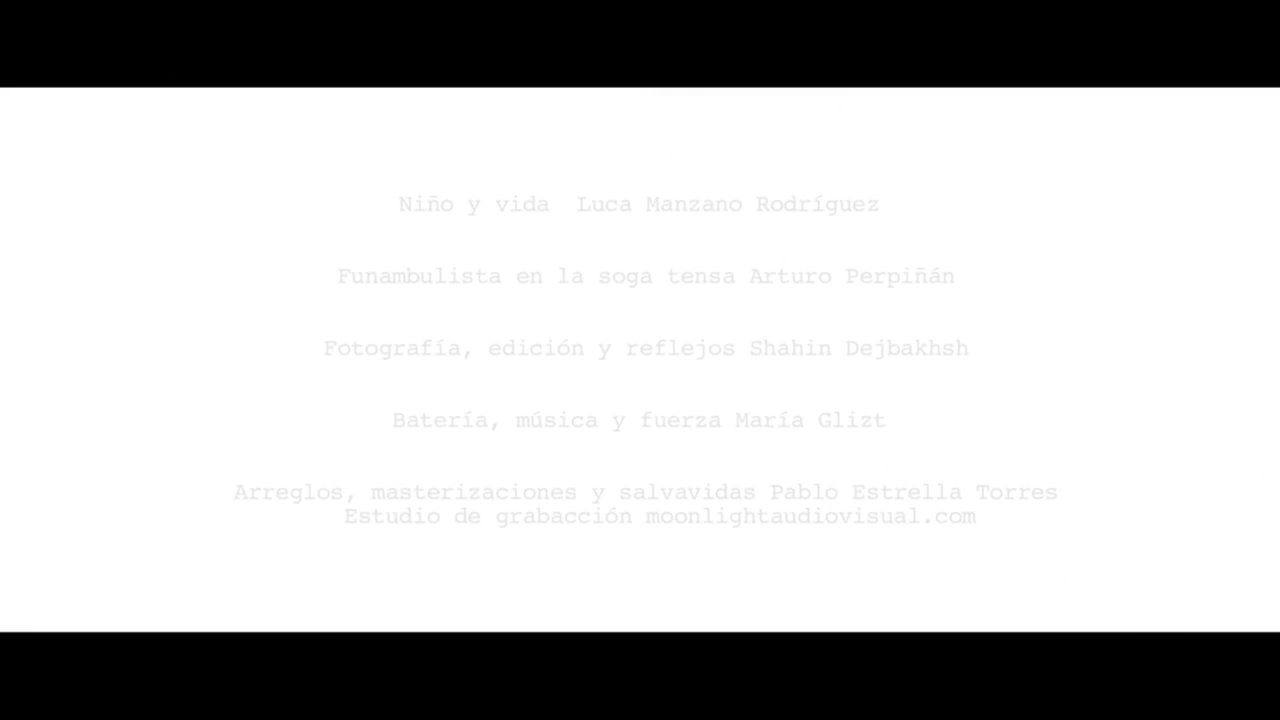 Niño y vida  Luca Manzano Rodríguez
Funambulista en la soga tensa Arturo Perpiñán
Fotografía, edición y reflejos Shahin Dejbakhsh
Batería, música y fuerza María Glizt
Arreglos, masterizaciones y salvavidas Pablo Estrella Torres
Estudio de grabacción moonlightaudiovisual.com